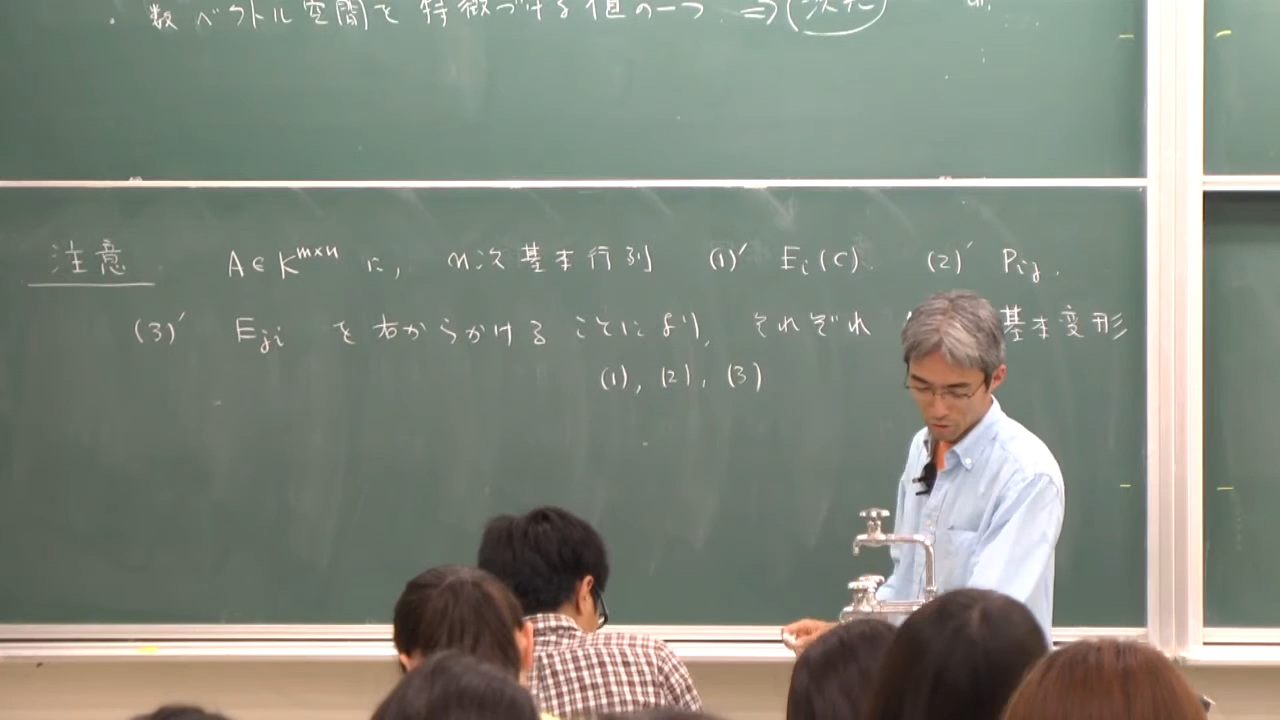 ・数ベクトル空間を特徴づける値の一つ ⇒ 次元
注意 A∈K^{m×n} に, n次基本行列 (1)' E_i(c). (2)' P_{ij}.
(3)' E_{ji} を右からかけることにより, それぞれ 基本変形
(1), (2), (3)